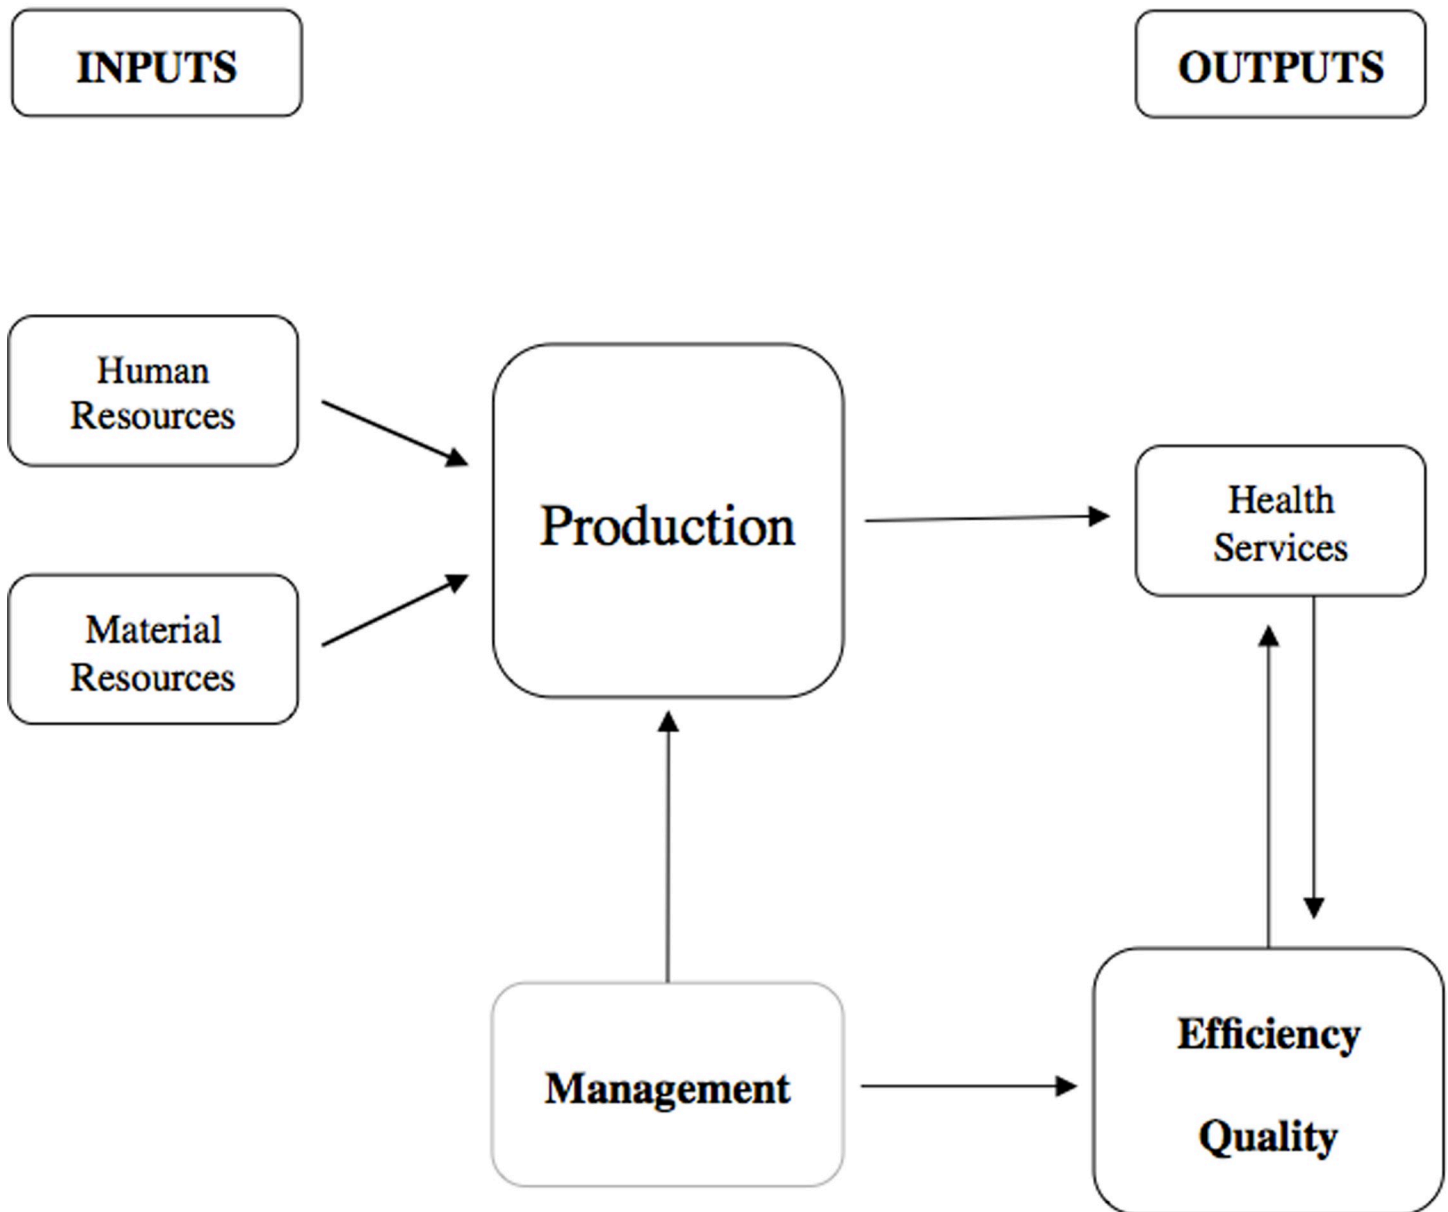 INPUTS
OUTPUTS
Human
Resources
Production
Health
Services
Material
Resources
Management
Efficiency
Quality